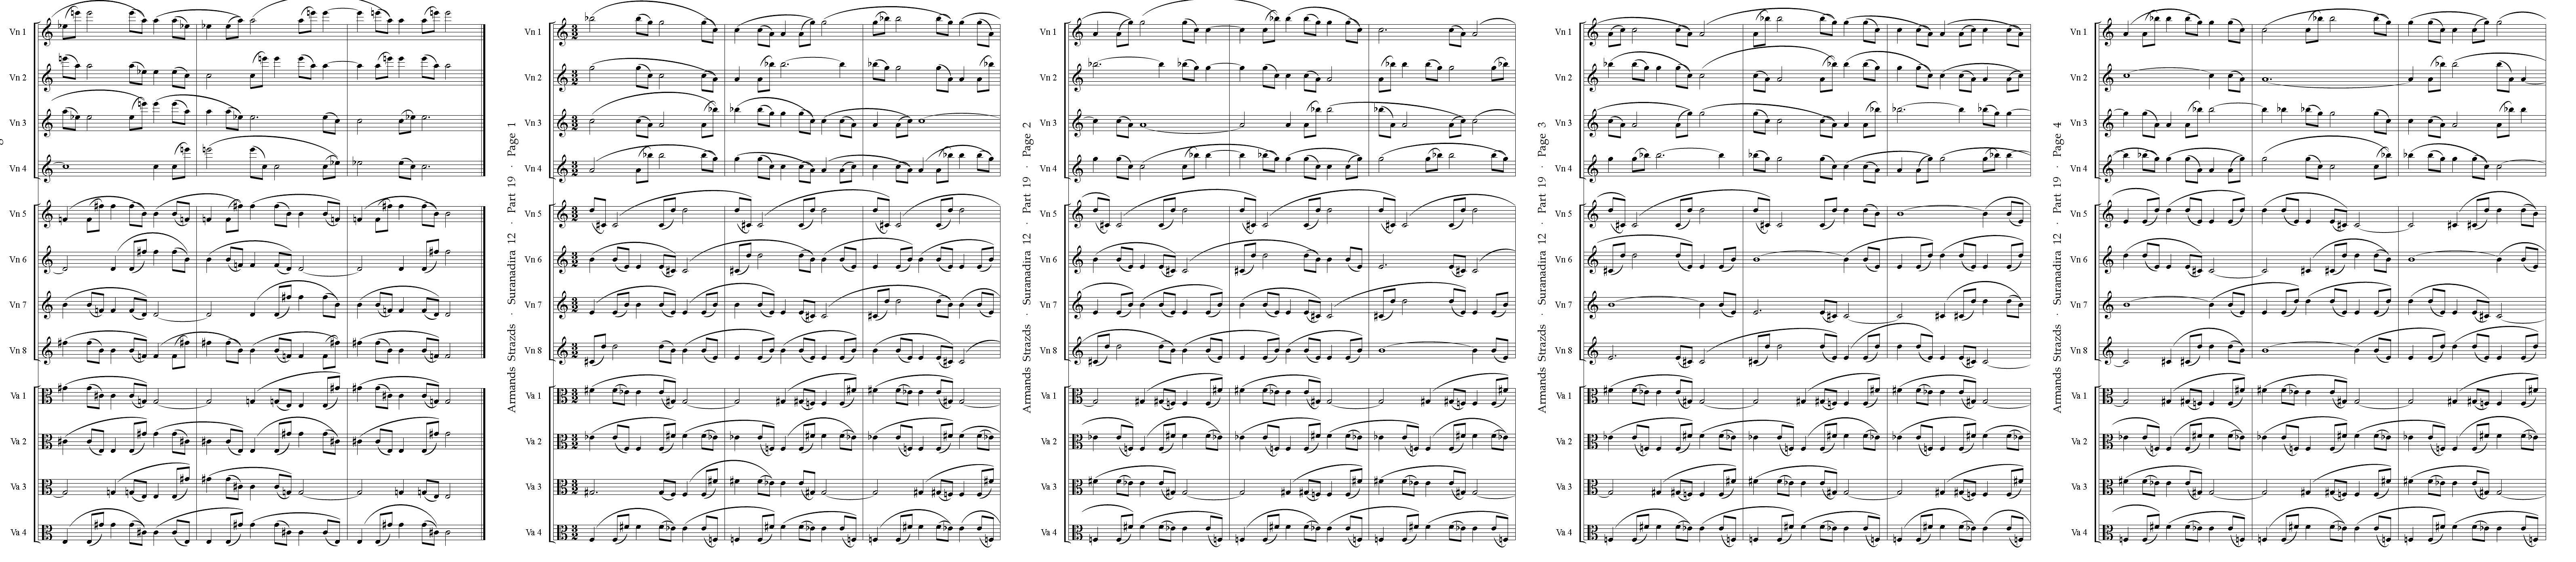 Vn 1
Vn 2
Vn 3
Vn 4
Vn 5
Vn 6
Vn 7
Vn 8
Va 1
Va 2
Va 3
Va 4
Armands Strazds · Suranadira 12 · Part 19 · Page 1
Vn 1
Vn 2
Vn 3
Vn 4
Vn 5
Vn 6
Vn 7
Vn 8
Va 1
Va 2
Va 3
Va 4
Armands Strazds · Suranadira 12 · Part 19 · Page 2
Vn 1
Vn 2
Vn 3
Vn 4
Vn 5
Vn 6
Vn 7
Vn 8
Va 1
Va 2
Va 3
Va 4
Armands Strazds · Suranadira 12 · Part 19 · Page 3
Vn 1
Vn 2
Vn 3
Vn 4
Vn 5
Vn 6
Vn 7
Vn 8
Va 1
Va 2
Va 3
Va 4
Armands Strazds · Suranadira 12 · Part 19 · Page 4
Vn 1
Vn 2
Vn 3
Vn 4
Vn 5
Vn 6
Vn 7
Vn 8
Va 1
Va 2
Va 3
Va 4